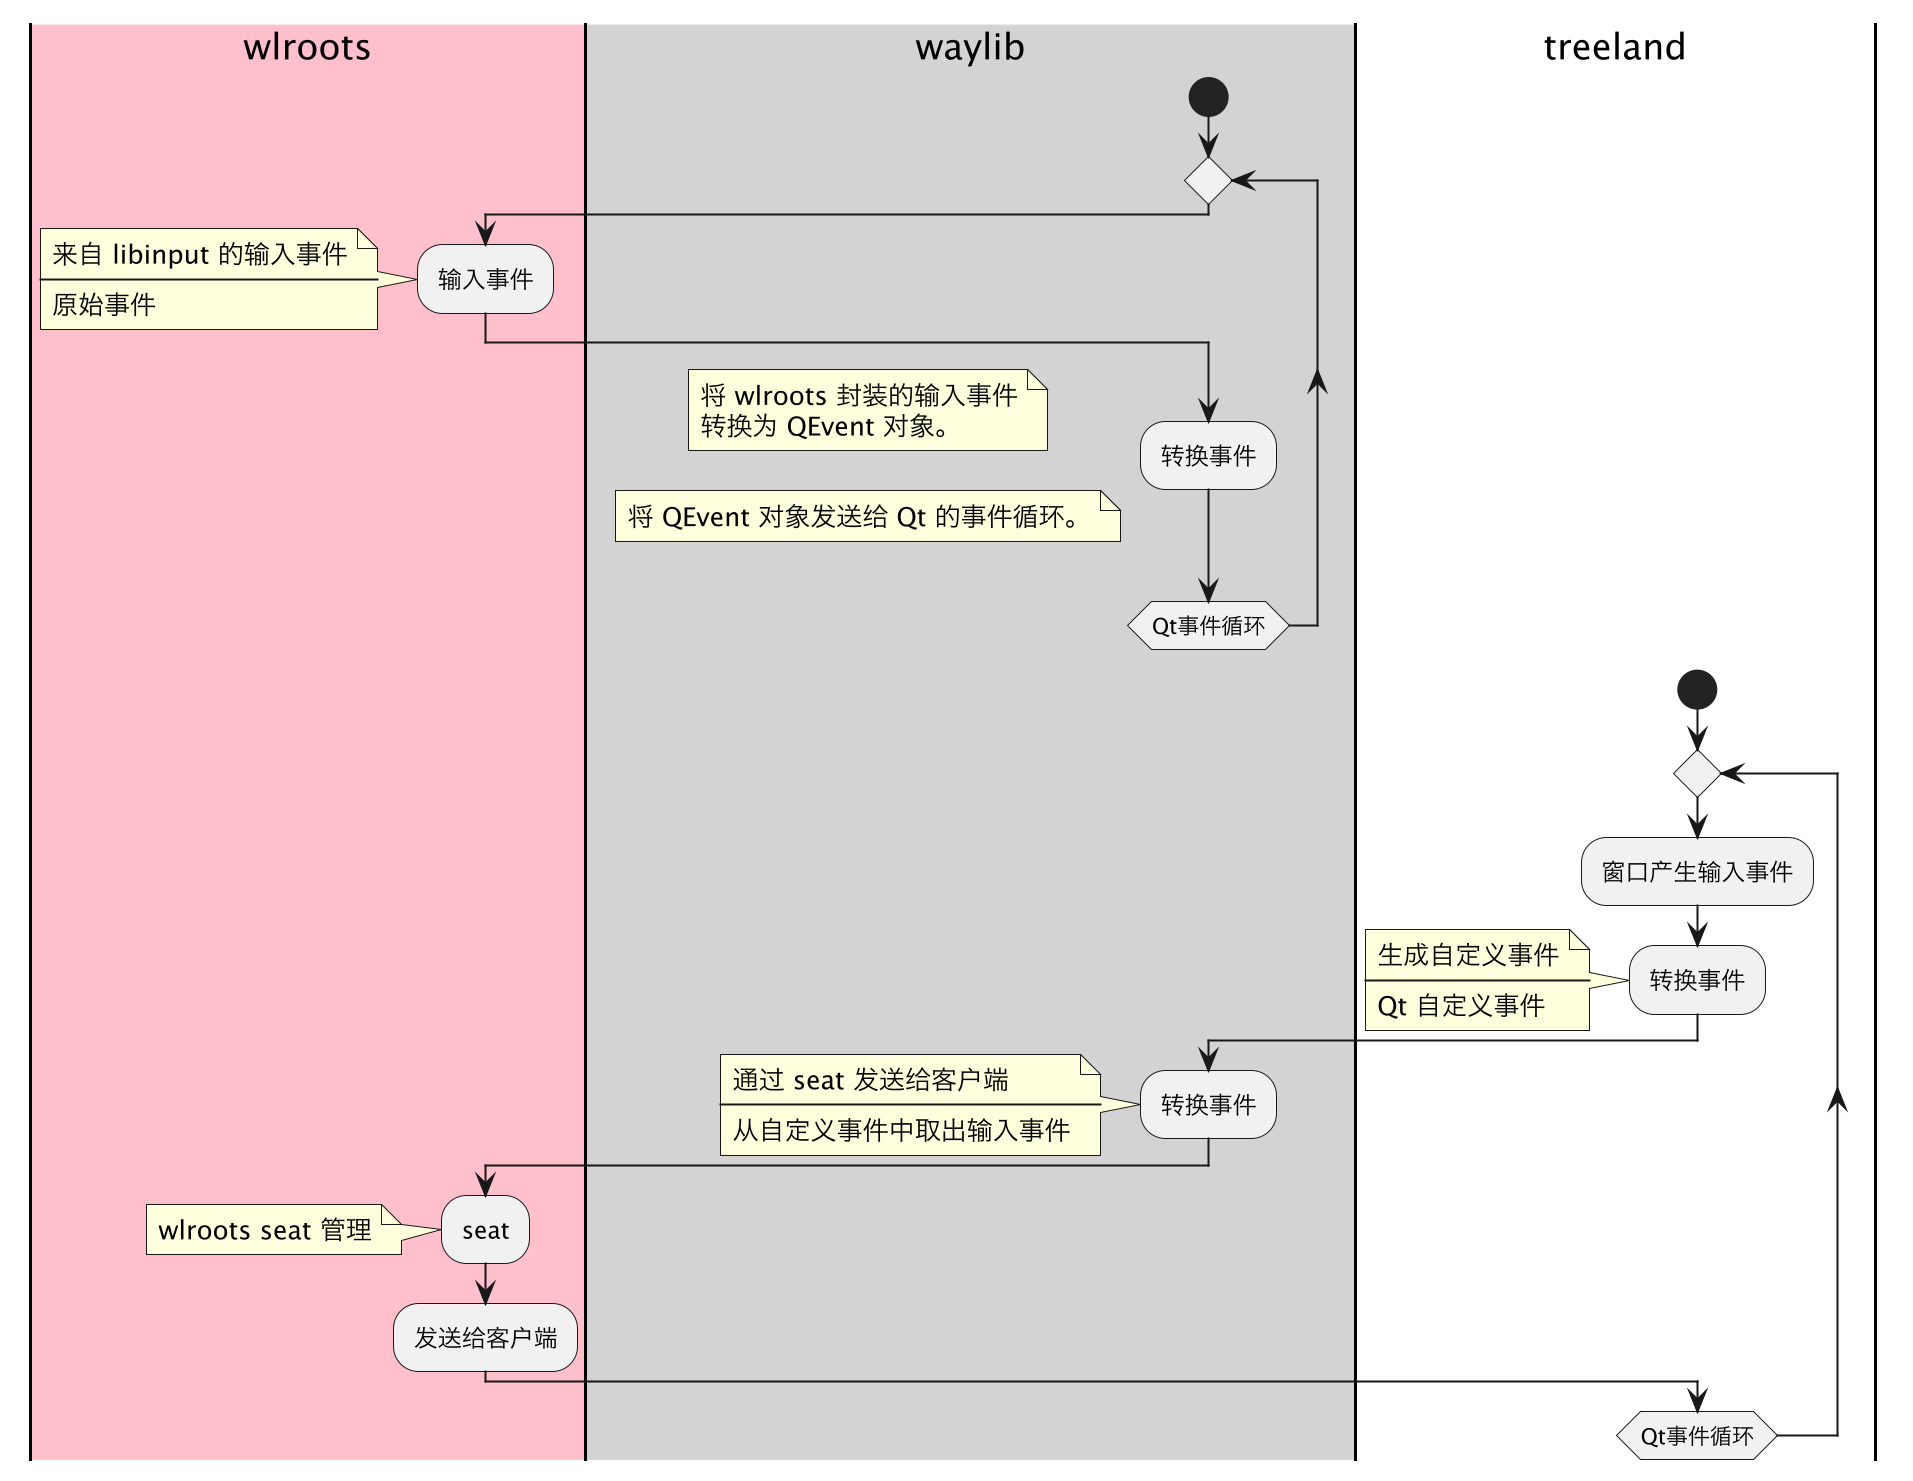 wlroots
waylib
treeland
来自 libinput 的输入事件
原始事件
输入事件
将 wlroots 封装的输入事件
转换为 QEvent 对象。
转换事件
将 QEvent 对象发送给 Qt 的事件循环。
Qt事件循环
窗口产生输入事件
生成自定义事件
Qt 自定义事件
转换事件
通过 seat 发送给客户端
从自定义事件中取出输入事件
转换事件
wlroots seat 管理
seat
发送给客户端
Qt事件循环